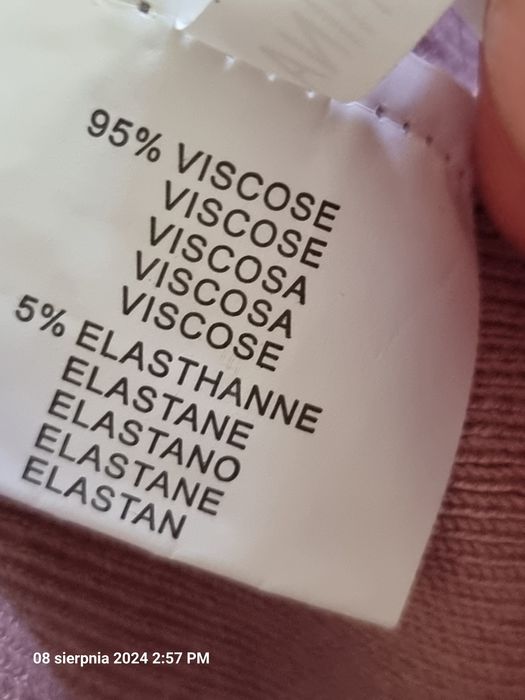 95% VISCOSE
VISCOSE
VISCOSA
VISCOSA
VISCOSE
5% ELASTHANNE
ELASTANE
ELASTANO
ELASTANE
ELASTAN
08 sierpnia 2024 2:57 PM